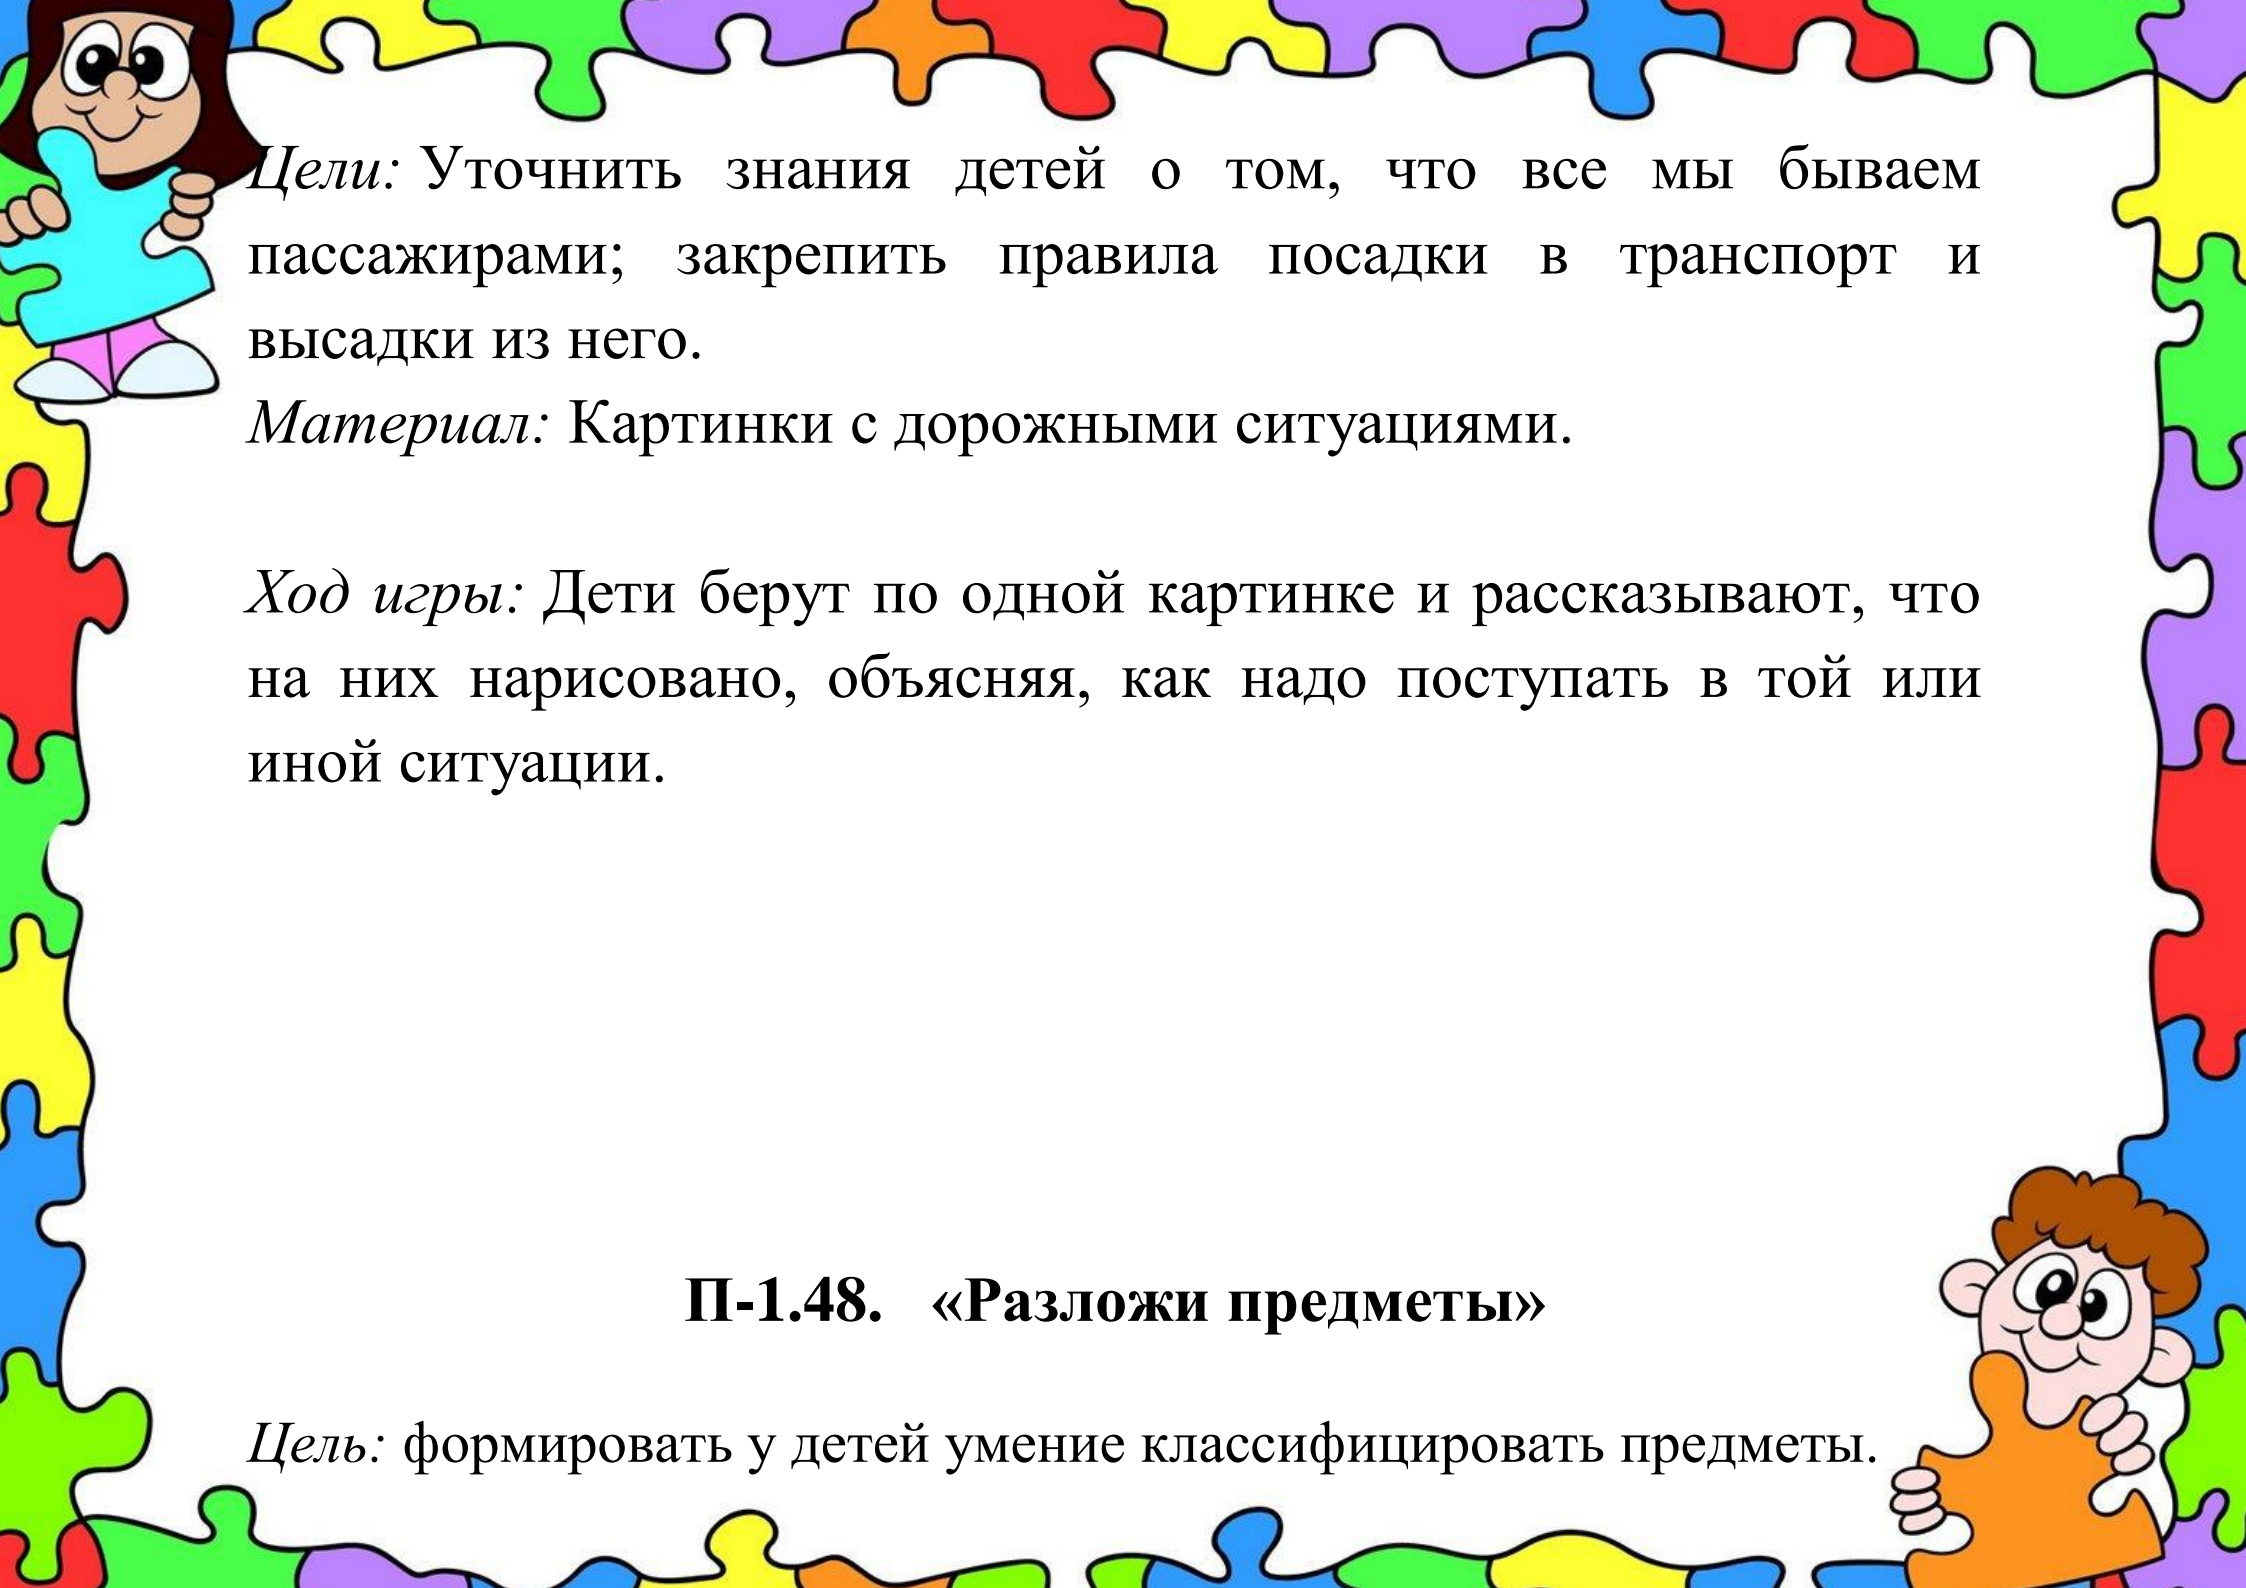 Цели: Уточнить знания детей о том, что все мы бываем
пассажирами; закрепить правила посадки в транспорт и
высадки из него.
Материал: Картинки с дорожными ситуациями.
Ход игры: Дети берут по одной картинке и рассказывают, что
на них нарисовано, объясняя, как надо поступать в той или
иной ситуации.
П-1.48. «Разложи предметы»
Цель: формировать у детей умение классифицировать предметы.